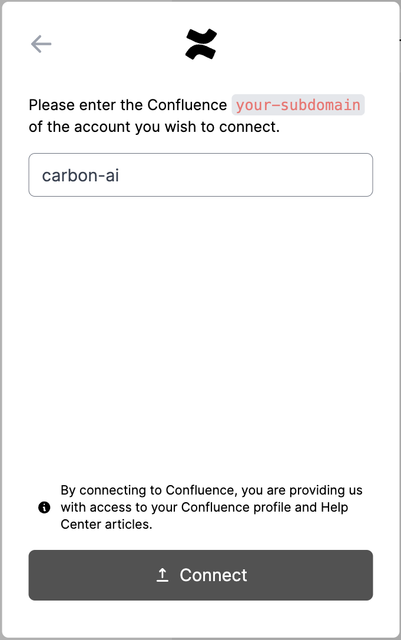 Please enter the Confluence your-subdomain
of the account you wish to connect.
carbon-ai
By connecting to Confluence, you are providing us
with access to your Confluence profile and Help
Center articles.
Connect